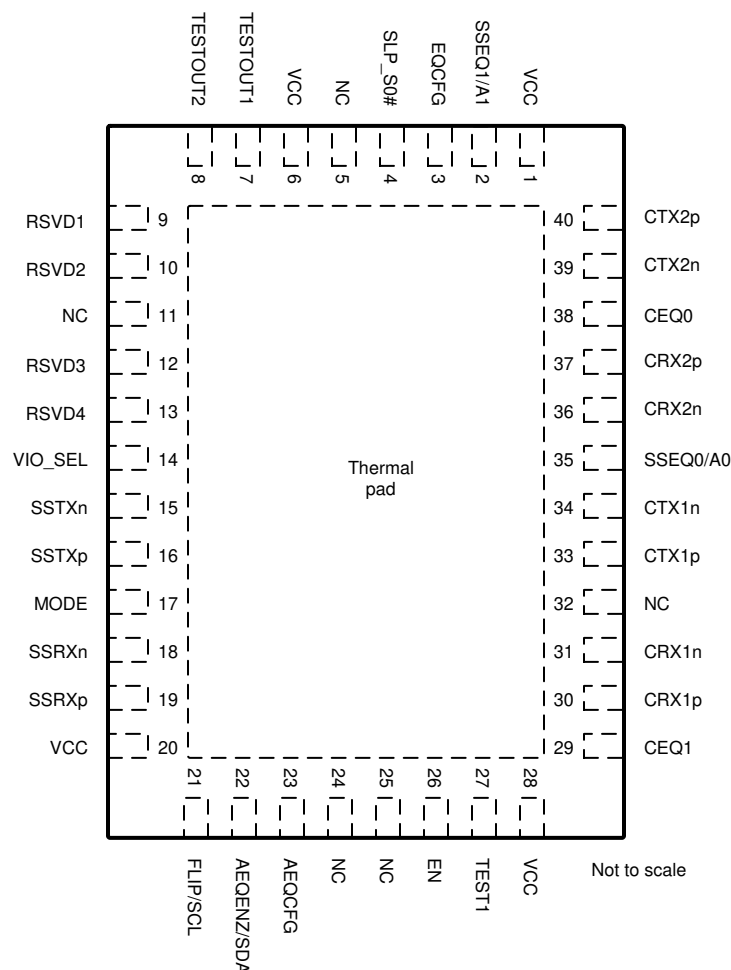 TESTOUT2
TESTOUT1
VCC
NC
SLP_S0#
EQCFG
SSEQ1/A1
VCC
8
7
6
5
4
3
2
1
RSVD1 9
RSVD2 10
NC 11
RSVD3 12
RSVD4 13
VIO_SEL 14
SSTXn 15
SSTXp 16
MODE 17
SSRXn 18
SSRXp 19
VCC 20
Thermal
pad
40 CTX2p
39 CTX2n
38 CEQ0
37 CRX2p
36 CRX2n
35 SSEQ0/A0
34 CTX1n
33 CTX1p
32 NC
31 CRX1n
30 CRX1p
29 CEQ1
21
22
23
24
25
26
27
28
FLIP/SCL
AEQENZ/SDA
AEQCFG
NC
NC
EN
TEST1
VCC
Not to scale